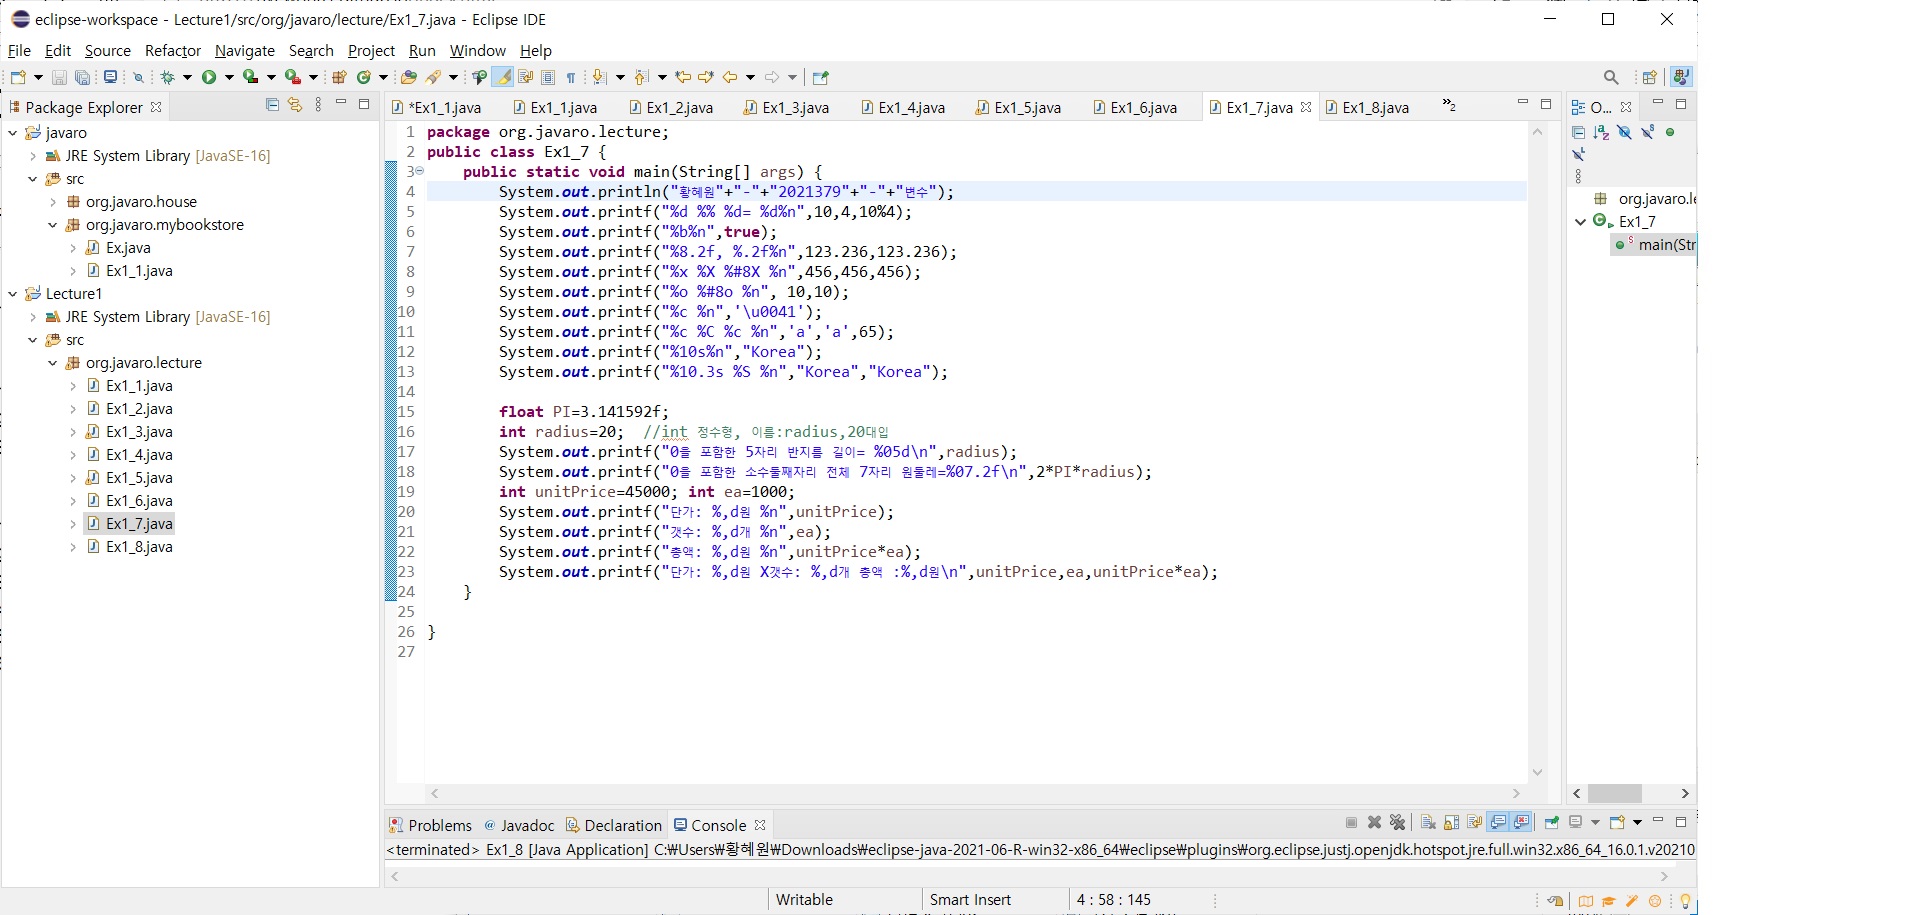 eclipse-workspace - Lecture1/src/org/javaro/lecture/Ex1_7.java - Eclipse IDE
File Edit Source Refactor Navigate Search Project Run Window Help
Package Explorer
javaro
JRE System Library [JavaSE-16]
src
org.javaro.house
org.javaro.mybookstore
Ex.java
Ex1_1.java
Lecture1
JRE System Library [JavaSE-16]
src
org.javaro.lecture
Ex1_1.java
Ex1_2.java
Ex1_3.java
Ex1_4.java
Ex1_5.java
Ex1_6.java
Ex1_7.java
Ex1_8.java
*Ex1_1.java Ex1_1.java Ex1_2.java Ex1_3.java Ex1_4.java Ex1_5.java Ex1_6.java Ex1_7.java Ex1_8.java »2
1 package org.javaro.lecture;
2 public class Ex1_7 {
3 public static void main(String[] args) {
4 System.out.println("황혜원"+"-"+"2021379"+"-"+"변수");
5 System.out.printf("%d %% %d= %d%n",10,4,10%4);
6 System.out.printf("%b%n",true);
7 System.out.printf("%8.2f, %.2f%n",123.236,123.236);
8 System.out.printf("%x %X %#8X %n",456,456,456);
9 System.out.printf("%o %#8o %n", 10,10);
10 System.out.printf("%c %n",'\u0041');
11 System.out.printf("%c %C %c %n",'a','a',65);
12 System.out.printf("%10s%n","Korea");
13 System.out.printf("%10.3s %S %n","Korea","Korea");
14
15 float PI=3.141592f;
16 int radius=20; //int 정수형, 이름:radius,20대입
17 System.out.printf("0을 포함한 5자리 반지름 길이= %05d\n",radius);
18 System.out.printf("0을 포함한 소수둘째자리 전체 7자리 원둘레=%07.2f\n",2*PI*radius);
19 int unitPrice=45000; int ea=1000;
20 System.out.printf("단가: %,d원 %n",unitPrice);
21 System.out.printf("갯수: %,d개 %n",ea);
22 System.out.printf("총액: %,d원 %n",unitPrice*ea);
23 System.out.printf("단가: %,d원 X갯수: %,d개 총액 :%,d원\n",unitPrice,ea,unitPrice*ea);
24 }
25
26 }
27
O...
org.javaro.le
Ex1_7
main(Str
Problems @ Javadoc Declaration Console
<terminated> Ex1_8 [Java Application] C:₩Users₩황혜원₩Downloads₩eclipse-java-2021-06-R-win32-x86_64₩eclipse₩plugins₩org.eclipse.justj.openjdk.hotspot.jre.full.win32.x86_64_16.0.1.v20210
Writable Smart Insert 4 : 58 : 145